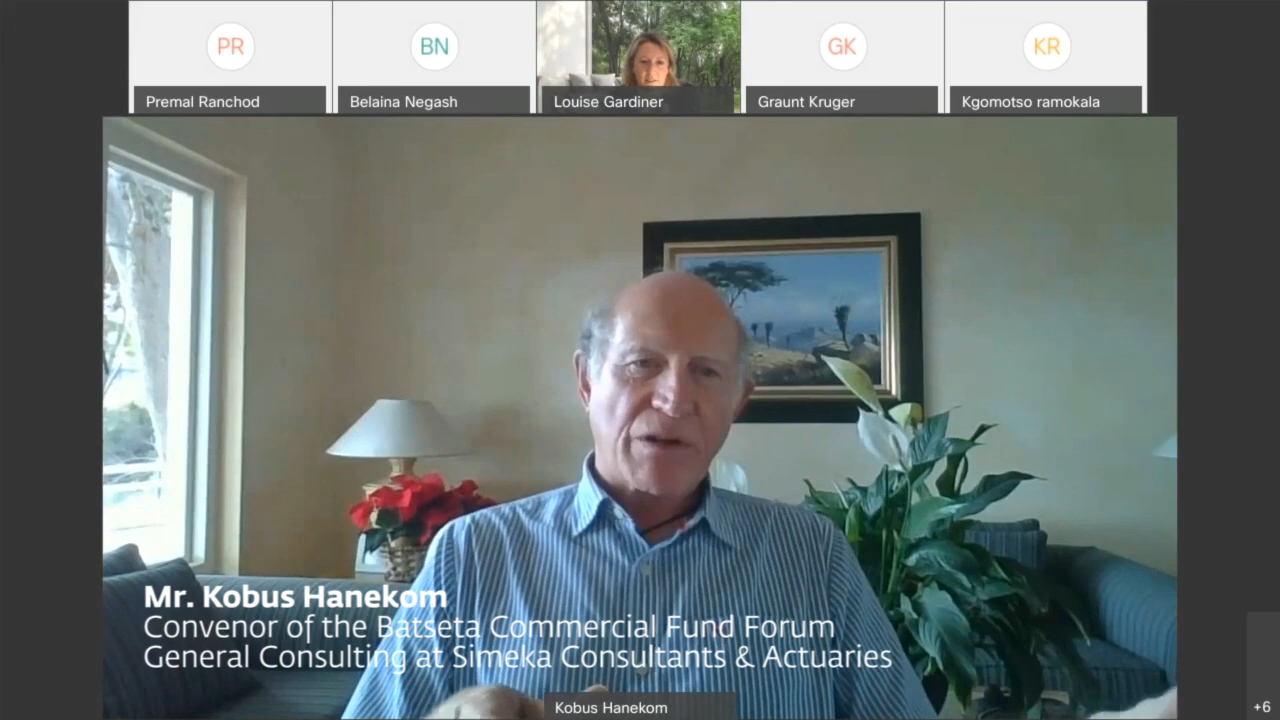 PR
BN
GK
KR
Premal Ranchod
Belaina Negash
Louise Gardiner
Graunt Kruger
Kgomotso ramokala
Mr. Kobus Hanekom
Convenor of the Batseta Commercial Fund Forum
General Consulting at Simeka Consultants & Actuaries
Kobus Hanekom
+6